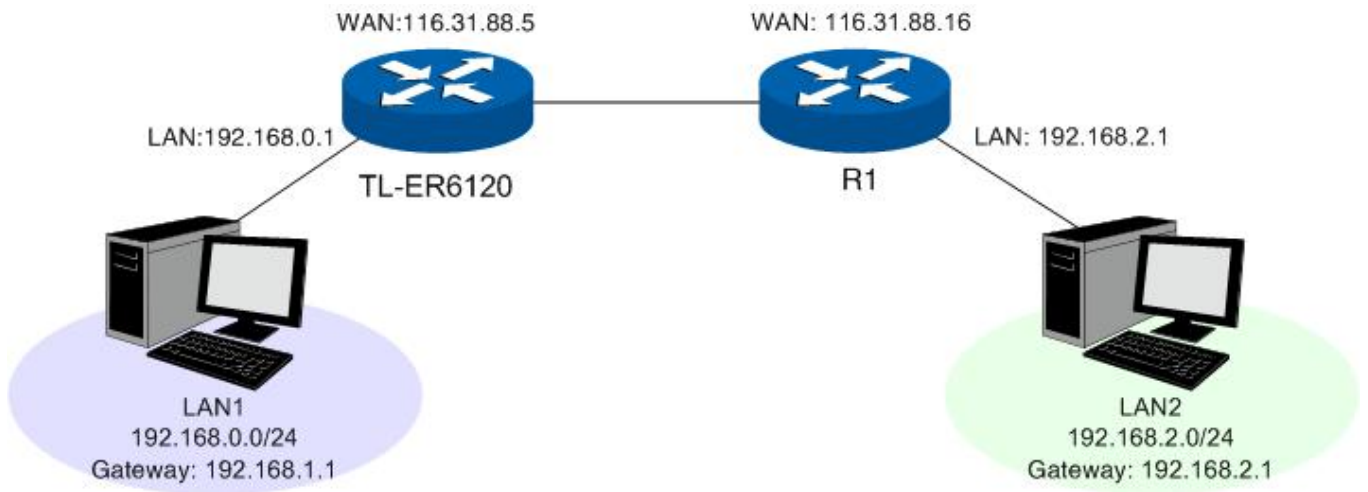 WAN:116.31.88.5
WAN: 116.31.88.16
LAN:192.168.0.1
LAN: 192.168.2.1
TL-ER6120
R1
LAN1
192.168.0.0/24
Gateway: 192.168.1.1
LAN2
192.168.2.0/24
Gateway: 192.168.2.1